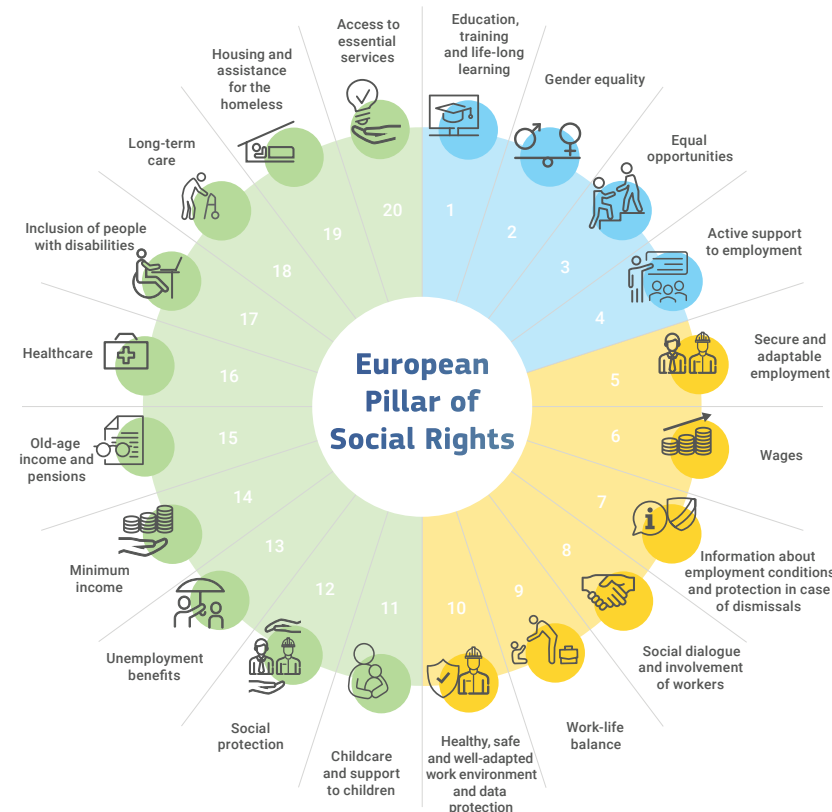 European
Pillar of
Social Rights
1
Education,
training
and life-long
learning
2
Gender equality
3
Equal
opportunities
4
Active support
to employment
5
Secure and
adaptable
employment
6
Wages
7
Information about
employment conditions
and protection in case
of dismissals
8
Social dialogue
and involvement
of workers
9
Work-life
balance
10
Healthy, safe
and well-adapted
work environment
and data
protection
11
Childcare
and support
to children
12
Social
protection
13
Unemployment
benefits
14
Minimum
income
15
Old-age
income and
pensions
16
Healthcare
17
Inclusion of people
with disabilities
18
Long-term
care
19
Housing and
assistance
for the
homeless
20
Access to
essential
services
i